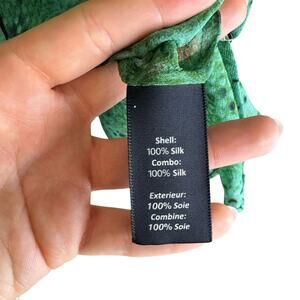 Shell:
100% Silk
Combo:
100% Silk
Exterieur:
100% Soie
Combine:
100% Soie